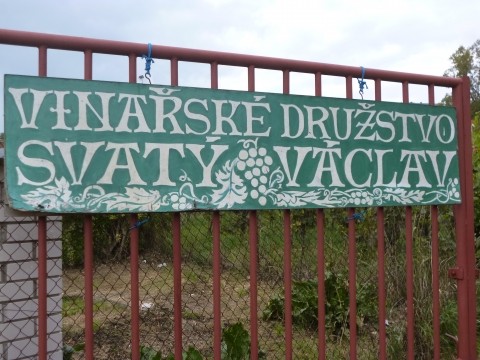 VINAŘSKÉ DRUŽSTVO
SVATÝ VÁCLAV